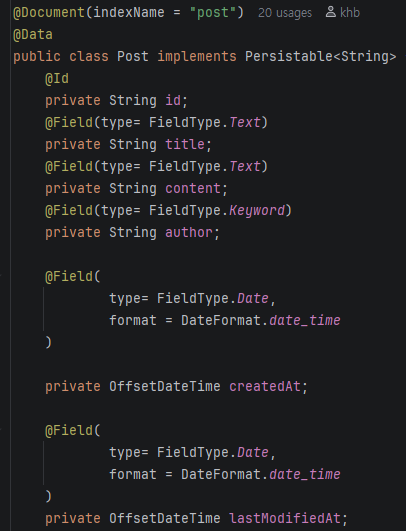 @Document(indexName = "post") 20 usages khb
@Data
public class Post implements Persistable<String>
@Id
private String id;
@Field(type= FieldType.Text)
private String title;
@Field(type= FieldType.Text)
private String content;
@Field(type= FieldType.Keyword)
private String author;
@Field(
type= FieldType.Date,
format = DateFormat.date_time
)
private OffsetDateTime createdAt;
@Field(
type= FieldType.Date,
format = DateFormat.date_time
)
private OffsetDateTime lastModifiedAt;